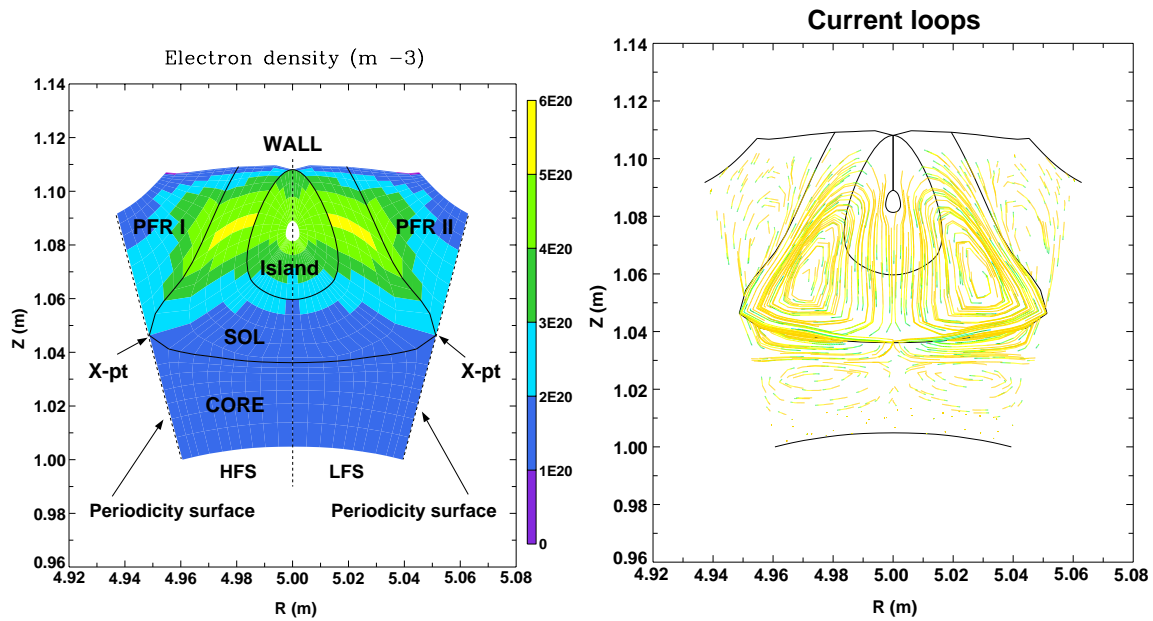 Electron density (m −3)
1.14
1.12
1.10
1.08
1.06
1.04
1.02
1.00
0.98
0.96
Z (m)
4.92
4.94
4.96
4.98
5.00
5.02
5.04
5.06
5.08
R (m)
WALL
PFR I
PFR II
Island
SOL
X-pt
X-pt
CORE
HFS
LFS
Periodicity surface
Periodicity surface
6E20
5E20
4E20
3E20
2E20
1E20
0
Current loops
1.14
1.12
1.10
1.08
1.06
1.04
1.02
1.00
0.98
0.96
Z (m)
4.92
4.94
4.96
4.98
5.00
5.02
5.04
5.06
5.08
R (m)